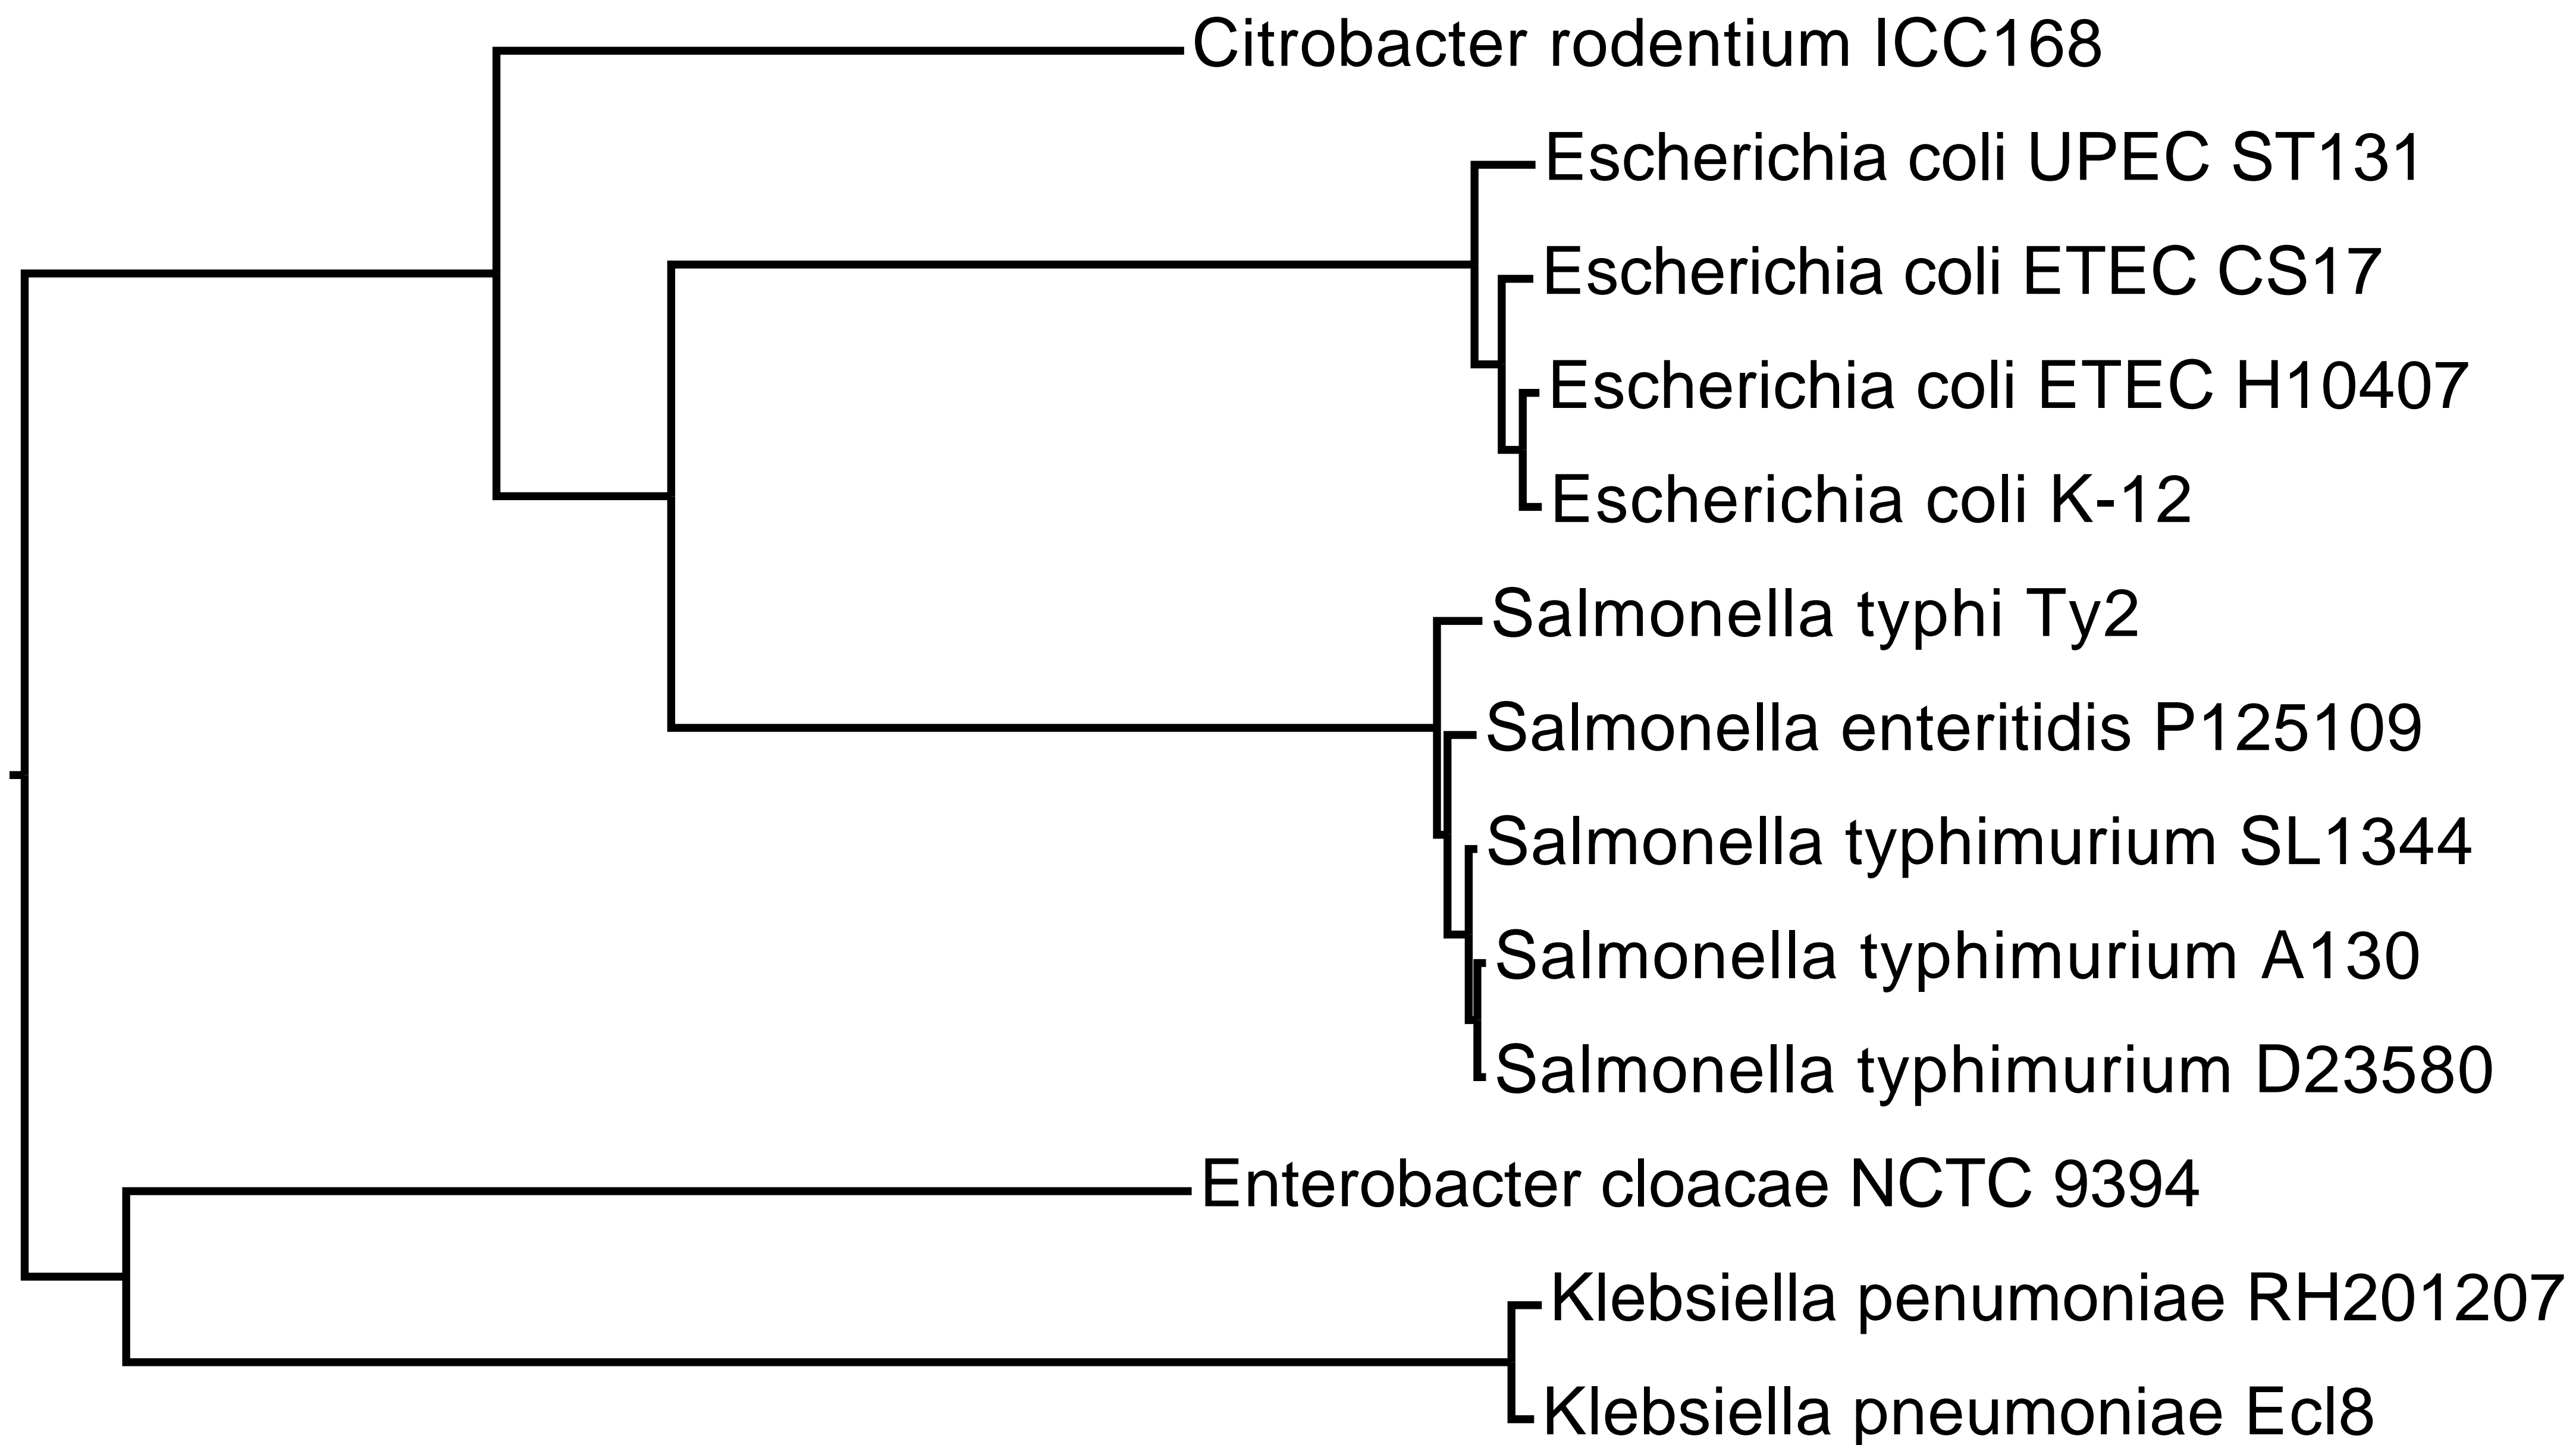 Citrobacter rodentium ICC168
Escherichia coli UPEC ST131
Escherichia coli ETEC CS17
Escherichia coli ETEC H10407
Escherichia coli K-12
Salmonella typhi Ty2
Salmonella enteritidis P125109
Salmonella typhimurium SL1344
Salmonella typhimurium A130
Salmonella typhimurium D23580
Enterobacter cloacae NCTC 9394
Klebsiella penumoniae RH201207
Klebsiella pneumoniae Ecl8